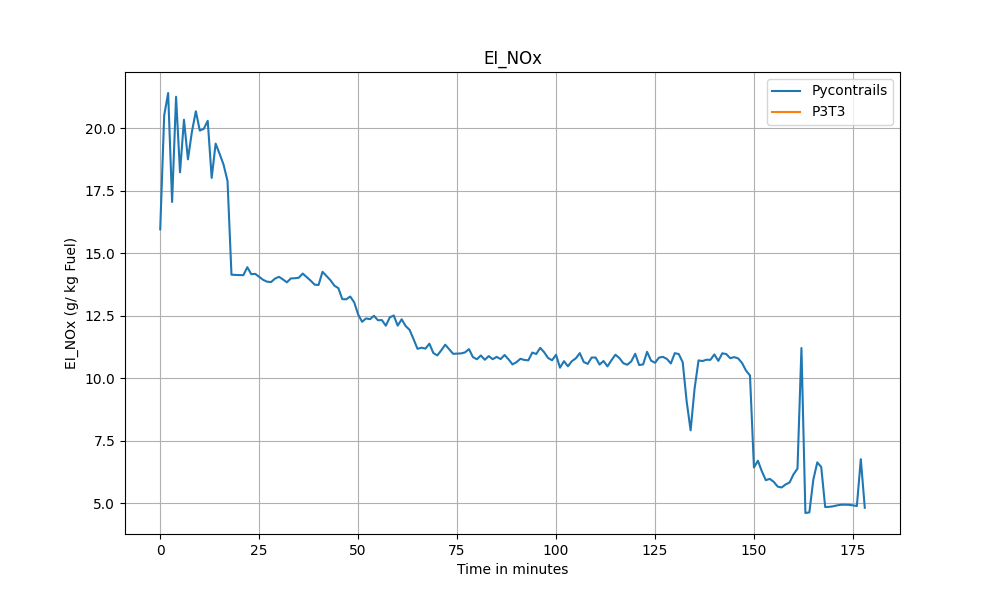 EI_NOx
Pycontrails
P3T3
EI_NOx (g/ kg Fuel)
20.0
17.5
15.0
12.5
10.0
7.5
5.0
0 25 50 75 100 125 150 175
Time in minutes